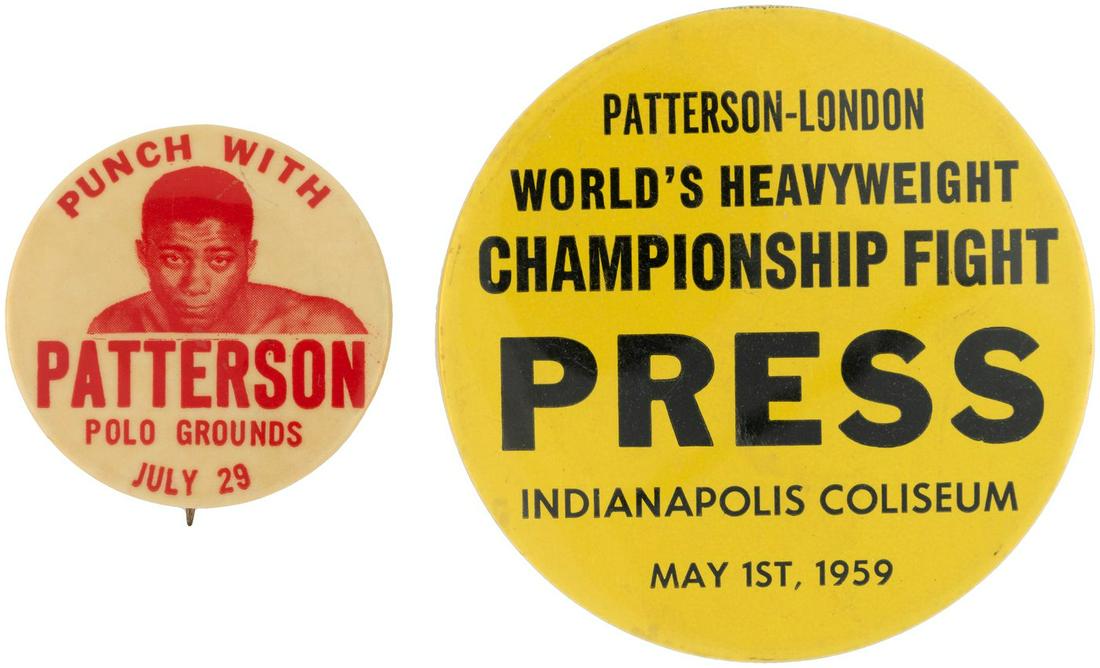 PUNCH WITH
PATTERSON
POLO GROUNDS
JULY 29
PATTERSON-LONDON
WORLD'S HEAVYWEIGHT
CHAMPIONSHIP FIGHT
PRESS
INDIANAPOLIS COLISEUM
MAY 1ST, 1959